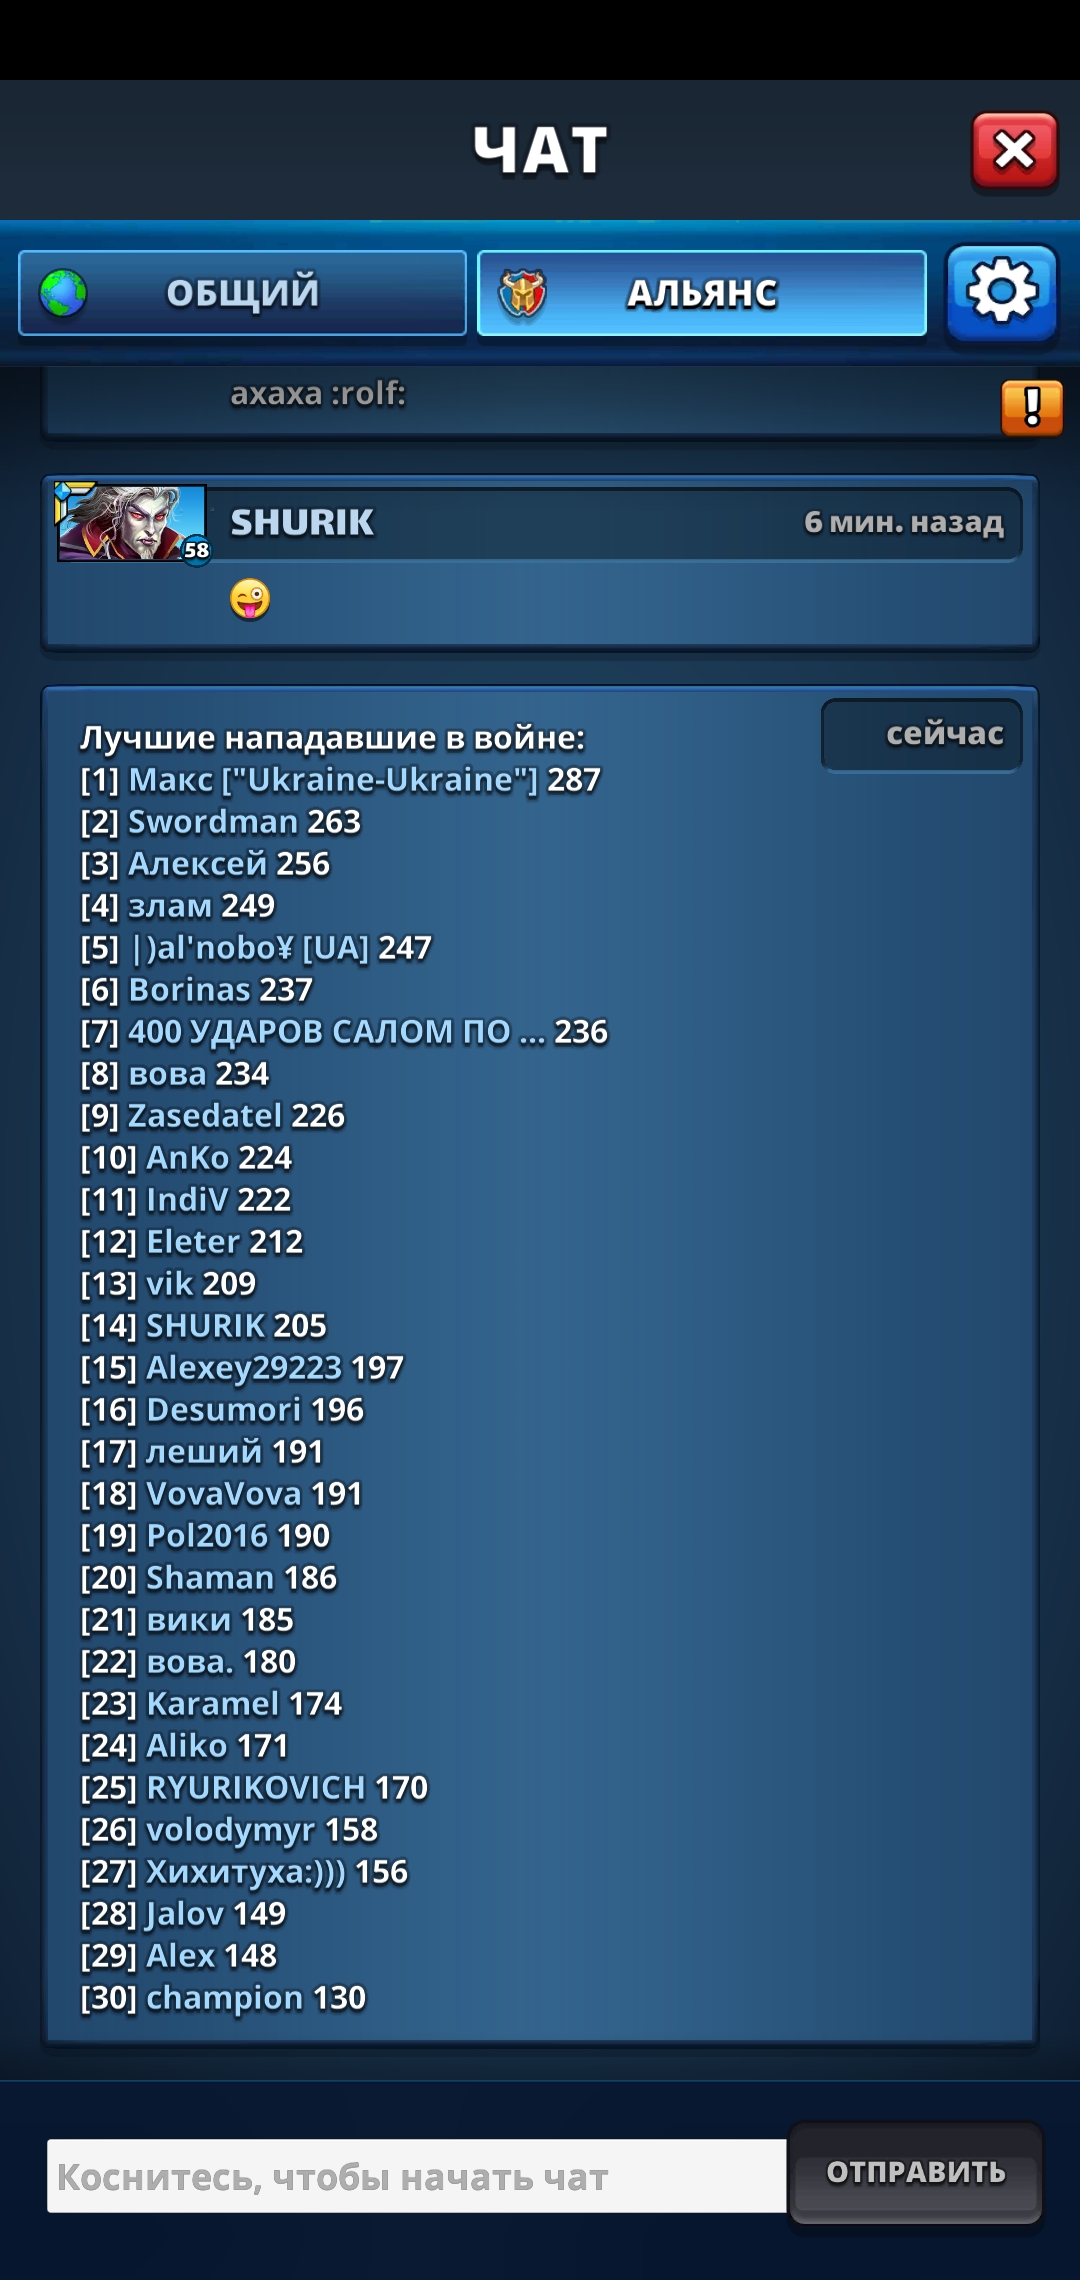 ЧАТ
ОБЩИЙ
АЛЬЯНС
ахаха :rolf:
58
SHURIK
6 мин. назад
сейчас
Лучшие нападавшие в войне:
[1] Макс ["Ukraine-Ukraine"] 287
[2] Swordman 263
[3] Алексей 256
[4] злам 249
[5] |)al'nobo¥ [UA] 247
[6] Borinas 237
[7] 400 УДАРОВ САЛОМ ПО ... 236
[8] вова 234
[9] Zasedatel 226
[10] AnKo 224
[11] IndiV 222
[12] Eleter 212
[13] vik 209
[14] SHURIK 205
[15] Alexey29223 197
[16] Desumori 196
[17] леший 191
[18] VovaVova 191
[19] Pol2016 190
[20] Shaman 186
[21] вики 185
[22] вова. 180
[23] Karamel 174
[24] Aliko 171
[25] RYURIKOVICH 170
[26] volodymyr 158
[27] Хихитуха:))) 156
[28] Jalov 149
[29] Alex 148
[30] champion 130
Коснитесь, чтобы начать чат
ОТПРАВИТЬ